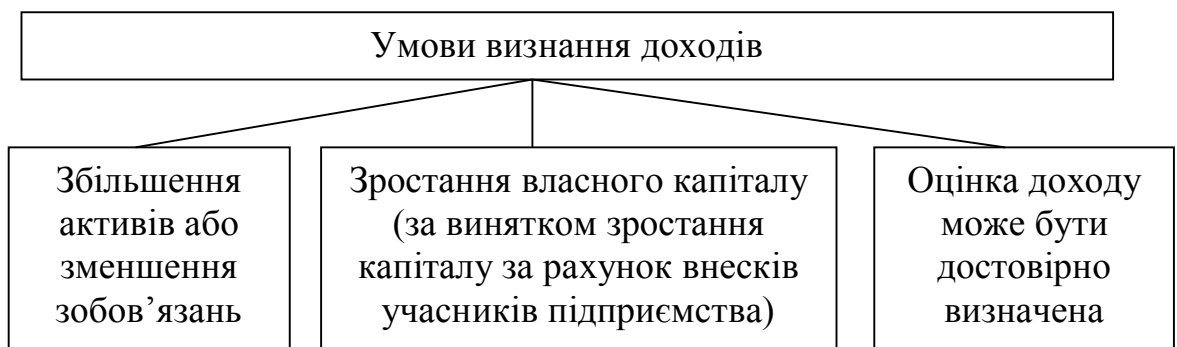 Умови визнання доходів
Збільшення
активів або
зменшення
зобов’язань
Зростання власного капіталу
(за винятком зростання
капіталу за рахунок внесків
учасників підприємства)
Оцінка доходу
може бути
достовірно
визначена